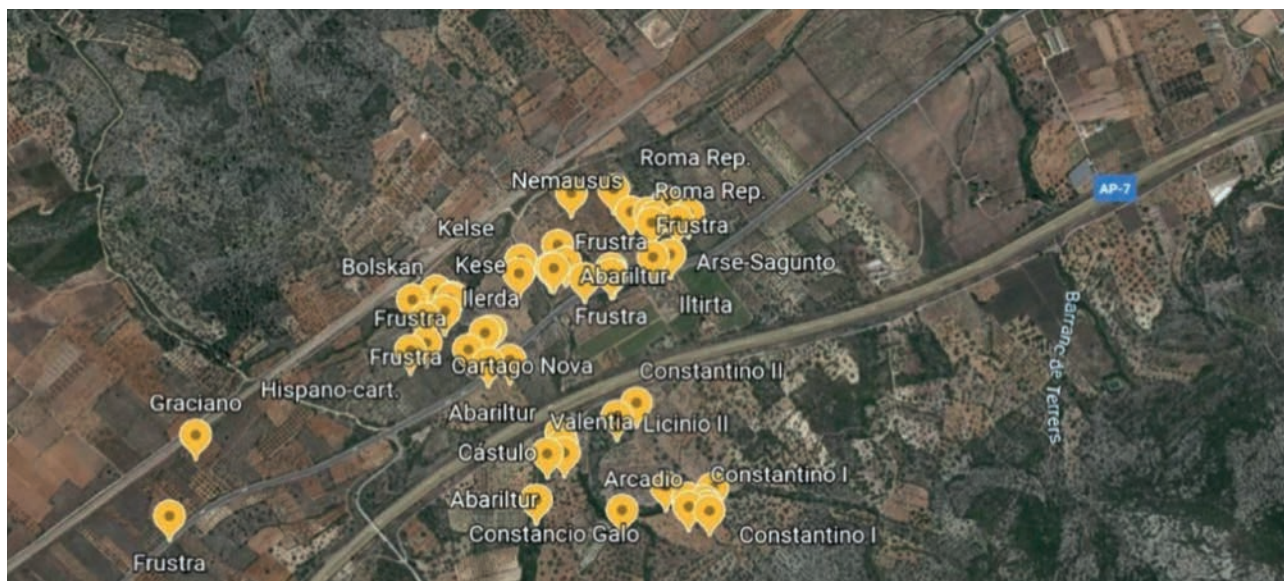 Roma Rep.
Nemausus
Roma Rep.
Frustra
Kelse
Frustra
Bolskan
Kese
Abariltur
Arse-Sagunto
Ilerda
Iltirta
Frustra
Frustra
Frustra
Cartago Nova
Constantino II
Hispano-cart.
Graciano
Abariltur
Valentia
Licinio II
Cástulo
Arcadio
Constantino I
Abariltur
Constancio Galo
Constantino I
Frustra
AP-7
Barranc de Terrers